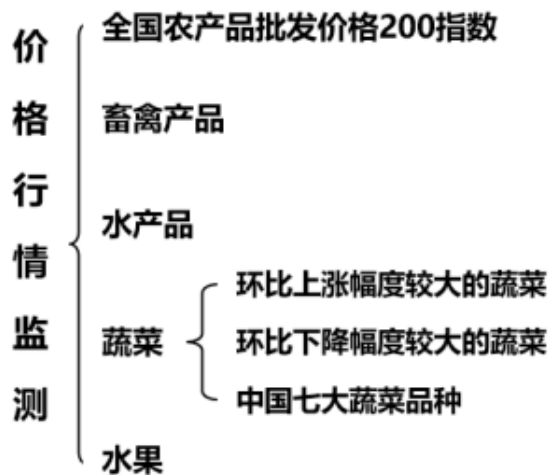 价格行情监测
全国农产品批发价格200指数
畜禽产品
水产品
蔬菜
环比上涨幅度较大的蔬菜
环比下降幅度较大的蔬菜
中国七大蔬菜品种
水果